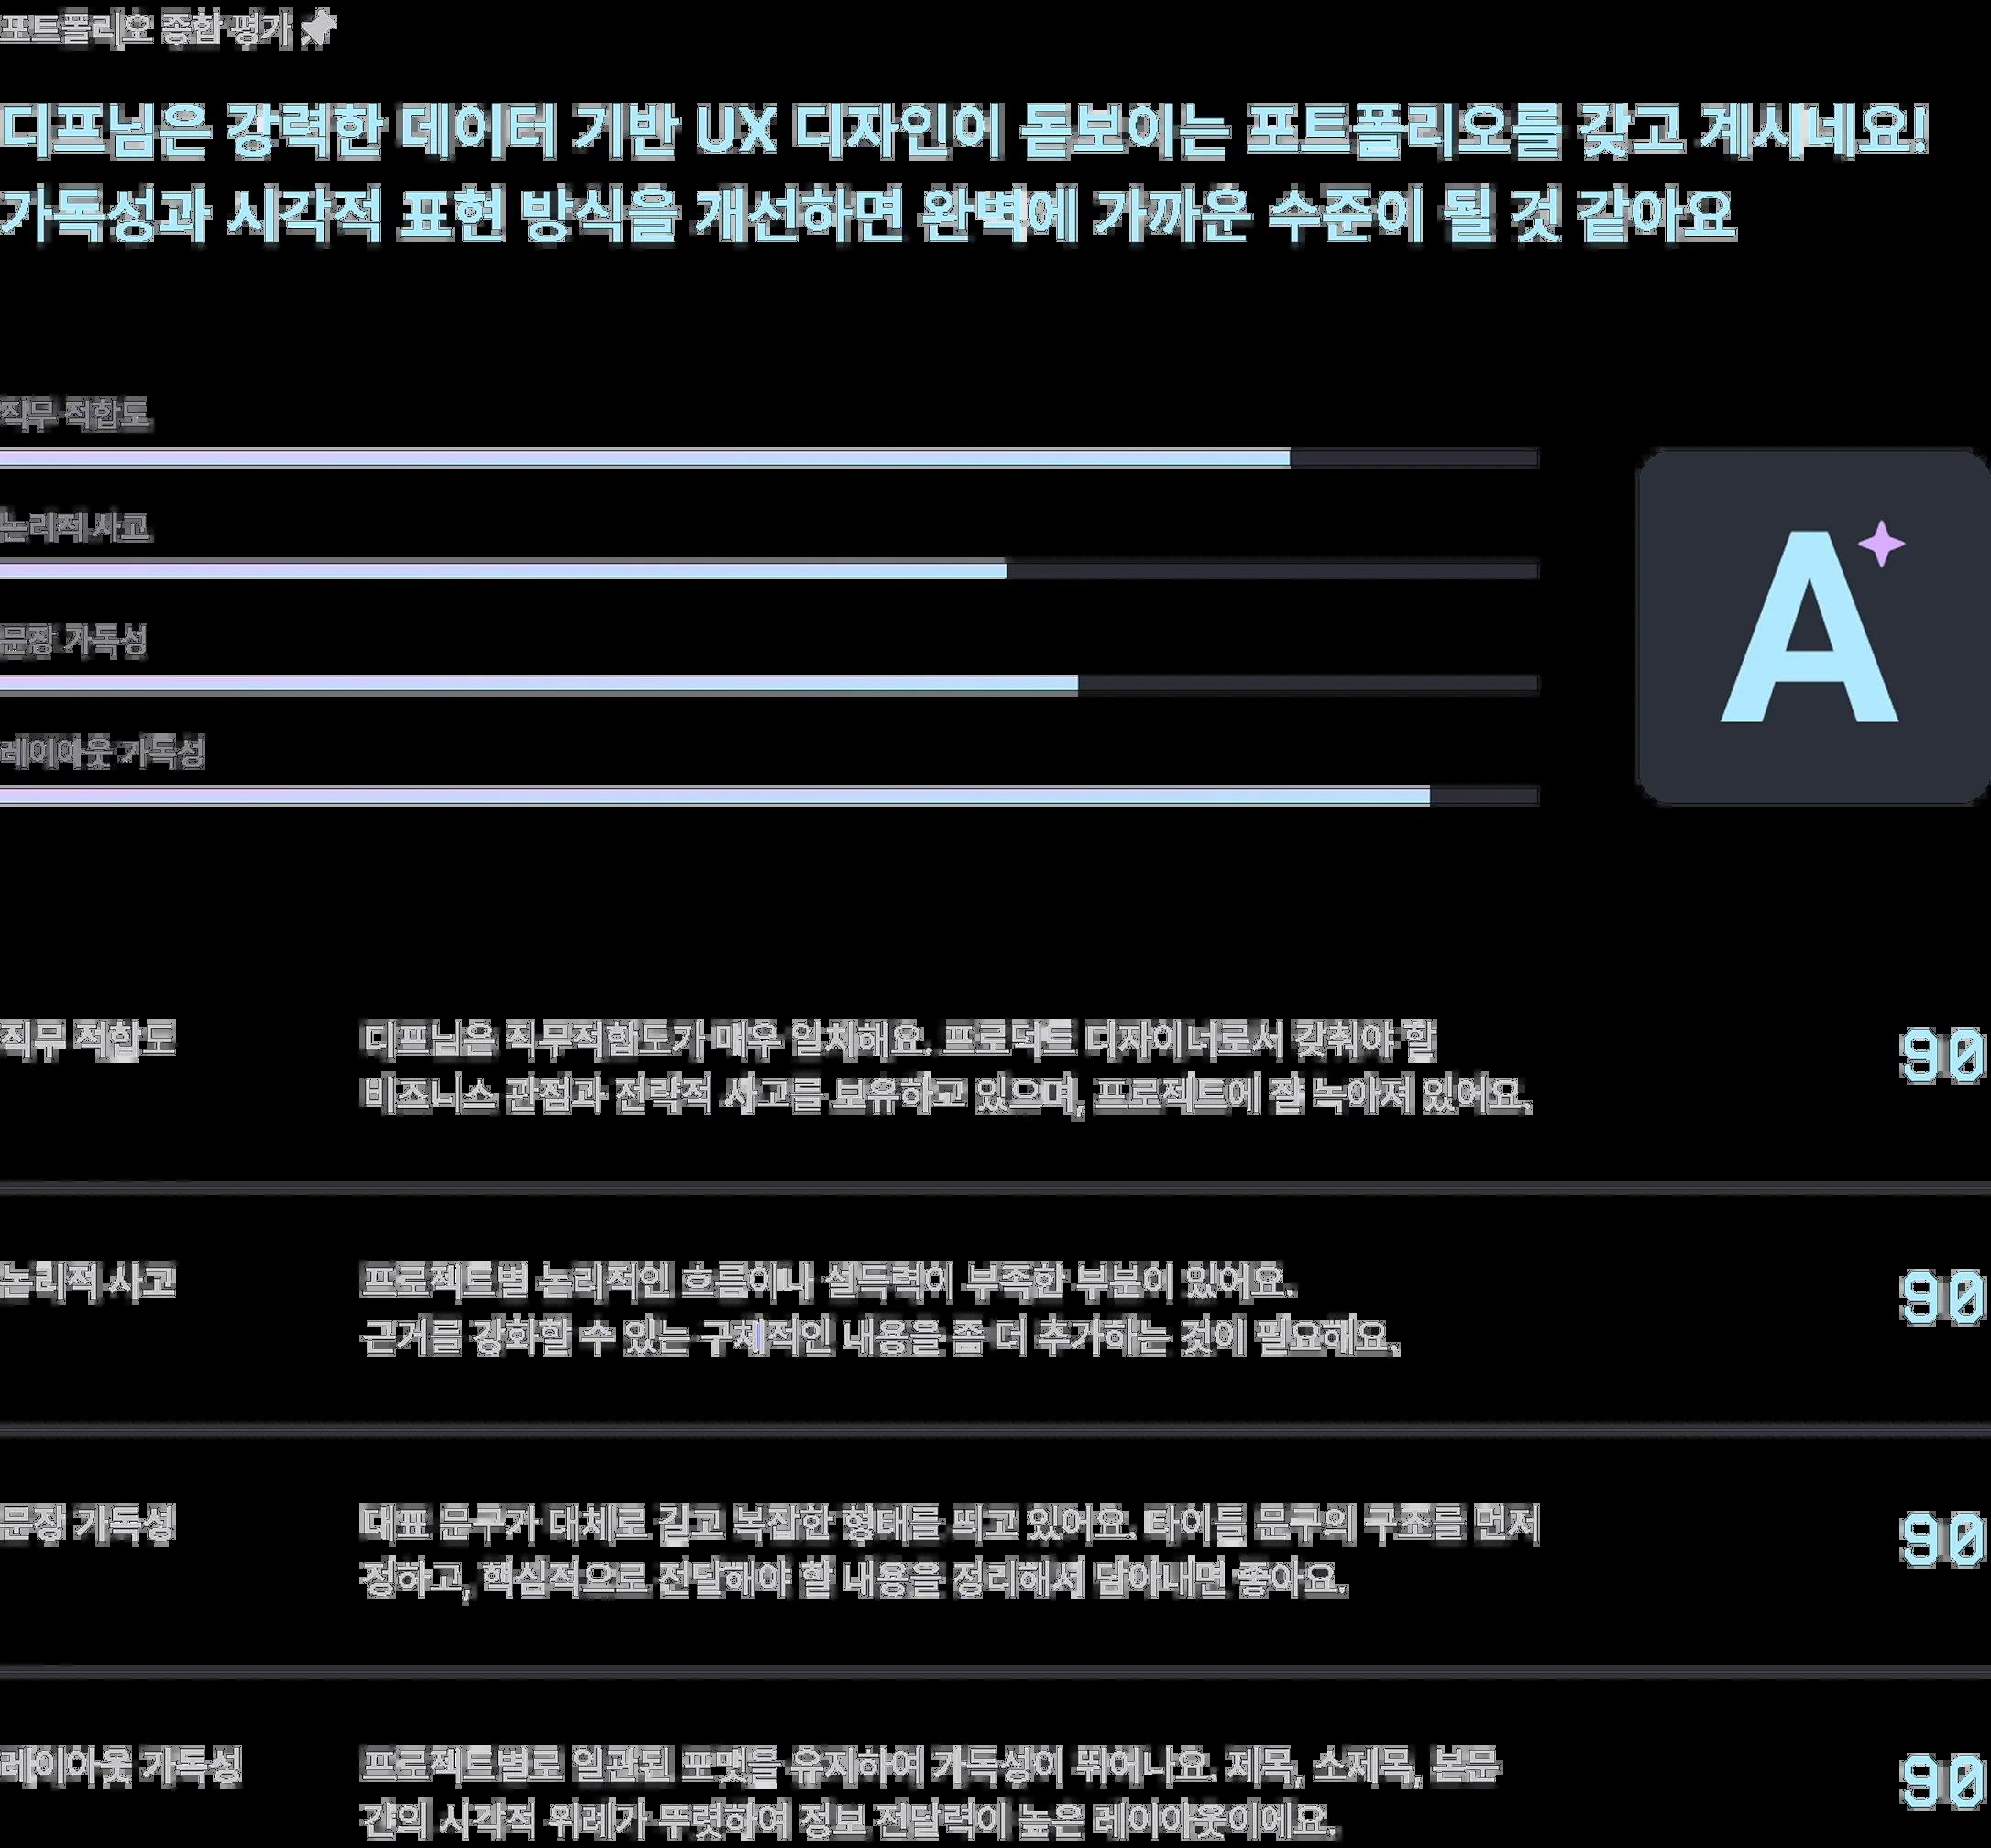 포트폴리오 종합 평가
디프님은 강력한 데이터 기반 UX 디자인이 돋보이는 포트폴리오를 갖고 계시네요!
가독성과 시각적 표현 방식을 개선하면 완벽에 가까운 수준이 될 것 같아요
직무 적합도
논리적 사고
문장 가독성
레이아웃 가독성
A
직무 적합도
디프님은 직무적합도가 매우 일치해요. 프로덕트 디자이너로서 갖춰야 할
비즈니스 관점과 전략적 사고를 보유하고 있으며, 프로젝트에 잘 녹아져 있어요.
90
논리적 사고
프로젝트별 논리적인 흐름이나 설득력이 부족한 부분이 있어요.
근거를 강화할 수 있는 구체적인 내용을 좀 더 추가하는 것이 필요해요.
90
문장 가독성
대표 문구가 대체로 길고 복잡한 형태를 띄고 있어요. 타이틀 문구의 구조를 먼저
정하고, 핵심적으로 전달해야 할 내용을 정리해서 담아내면 좋아요.
90
레이아웃 가독성
프로젝트별로 일관된 포맷을 유지하여 가독성이 뛰어나요. 제목, 소제목, 본문
간의 시각적 위계가 뚜렷하여 정보 전달력이 높은 레이아웃이에요.
90